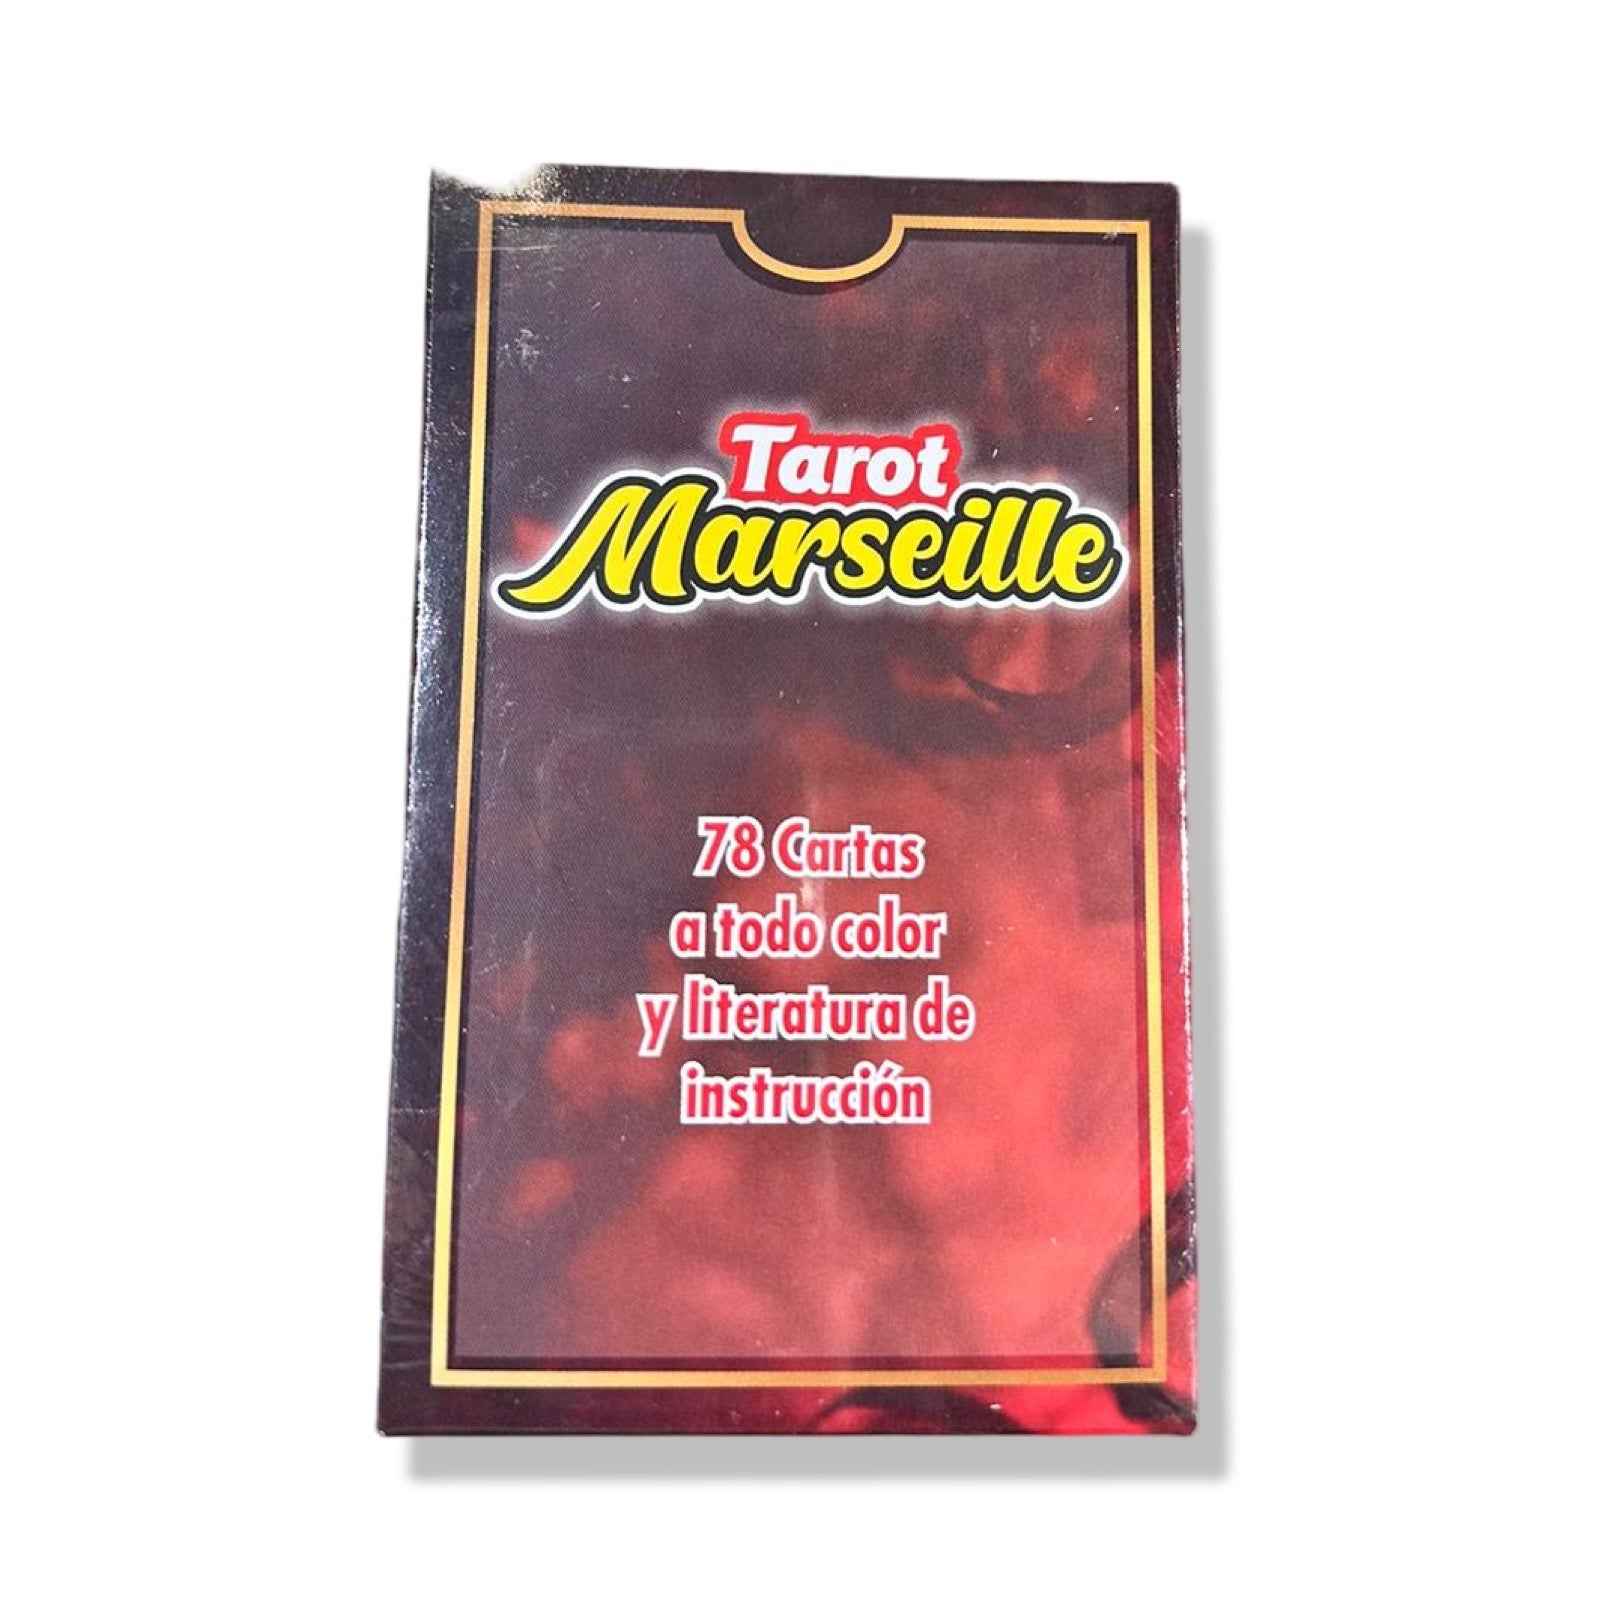 Tarot
Marseille
78 Cartas
a todo color
y literatura de
instrucción